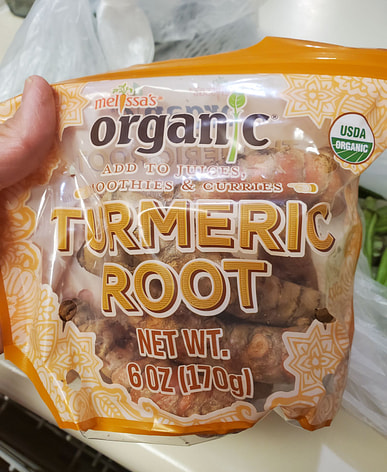 melissa's®
organic®
ADD TO JUICES,
SMOOTHIES & CURRIES
USDA
ORGANIC
TURMERIC
ROOT
NET WT.
6 OZ (170g)